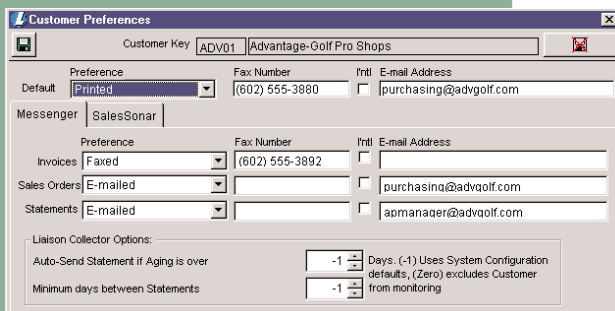 Customer Preferences
Customer Key ADV01 Advantage-Golf Pro Shops
Preference Fax Number I'ntl E-mail Address
Default Printed (602) 555-3880 purchasing@advgolf.com
Messenger SalesSonar
Preference Fax Number I'ntl E-mail Address
Invoices Faxed (602) 555-3892
Sales Orders E-mailed purchasing@advgolf.com
Statements E-mailed apmanager@advgolf.com
Liaison Collector Options:
Auto-Send Statement if Aging is over -1 Days. (-1) Uses System Configuration
defaults, (Zero) excludes Customer
Minimum days between Statements -1 from monitoring